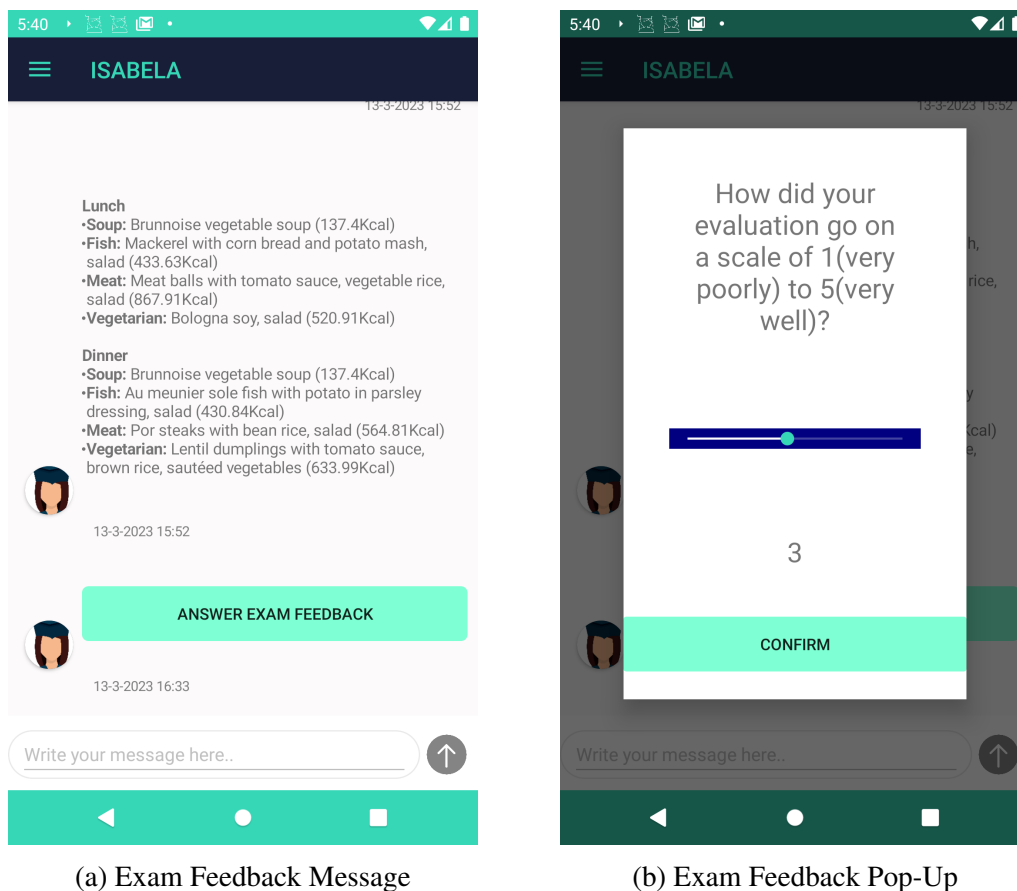 5:40
ISABELA
13-3-2023 15:52
Lunch
•Soup: Brunnoise vegetable soup (137.4Kcal)
•Fish: Mackerel with corn bread and potato mash,
salad (433.63Kcal)
•Meat: Meat balls with tomato sauce, vegetable rice,
salad (867.91Kcal)
•Vegetarian: Bologna soy, salad (520.91Kcal)
Dinner
•Soup: Brunnoise vegetable soup (137.4Kcal)
•Fish: Au meunier sole fish with potato in parsley
dressing, salad (430.84Kcal)
•Meat: Por steaks with bean rice, salad (564.81Kcal)
•Vegetarian: Lentil dumplings with tomato sauce,
brown rice, sautéed vegetables (633.99Kcal)
13-3-2023 15:52
ANSWER EXAM FEEDBACK
13-3-2023 16:33
Write your message here..
(a) Exam Feedback Message
5:40
ISABELA
13-3-2023 15:52
How did your
evaluation go on
a scale of 1(very
poorly) to 5(very
well)?
h,
rice,
y
Kcal)
e,
3
CONFIRM
Write your message here..
(b) Exam Feedback Pop-Up